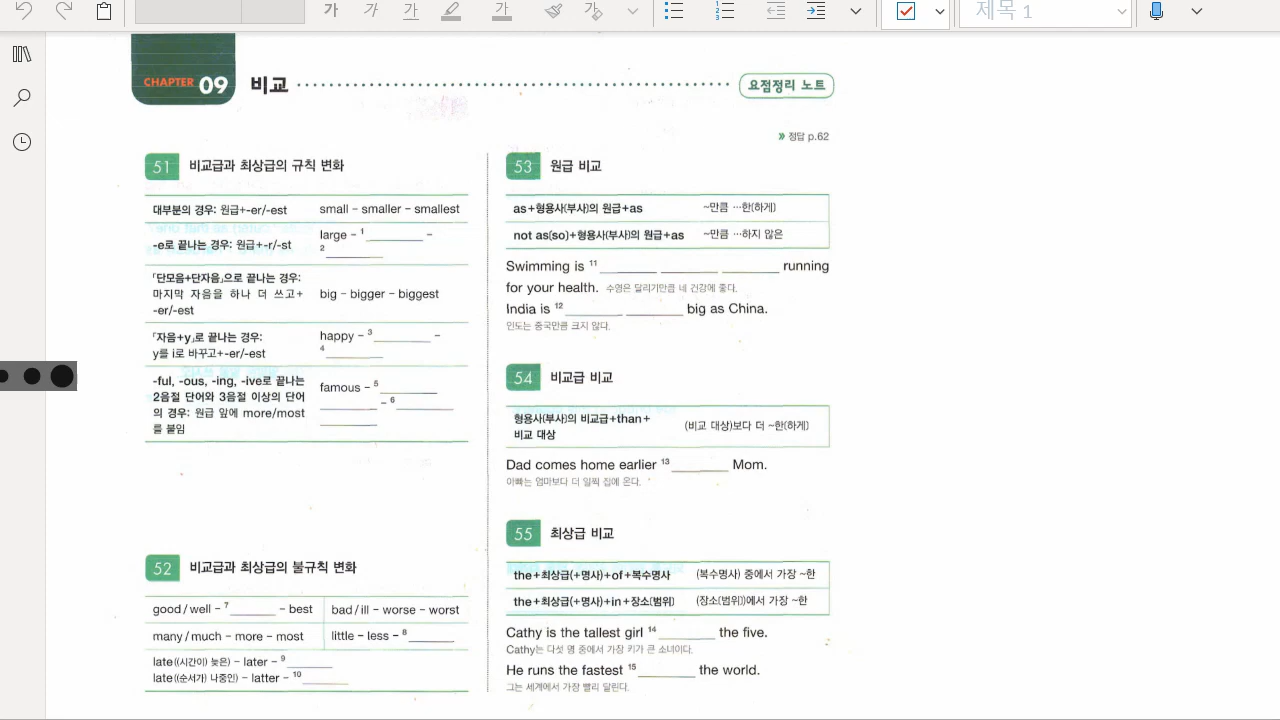 가 가 가 가 가
제목 1
CHAPTER 09 비교 요점정리 노트
» 정답 p.62
51 비교급과 최상급의 규칙 변화
대부분의 경우: 원급+-er/-est small – smaller – smallest
-e로 끝나는 경우: 원급+-r/-st large – 1________ –
2________
「단모음+단자음」으로 끝나는 경우:
마지막 자음을 하나 더 쓰고+ big – bigger – biggest
-er/-est
「자음+y」로 끝나는 경우: happy – 3________ –
y를 i로 바꾸고+-er/-est 4________
-ful, -ous, -ing, -ive로 끝나는 famous – 5________
2음절 단어와 3음절 이상의 단어 ________ – 6________
의 경우: 원급 앞에 more/most ________
를 붙임
52 비교급과 최상급의 불규칙 변화
good / well – 7______ – best bad / ill – worse – worst
many / much – more – most little – less – 8______
late((시간이) 늦은) – later – 9______
late((순서가) 나중인) – latter – 10______
53 원급 비교
as+형용사(부사)의 원급+as ~만큼 …한(하게)
not as(so)+형용사(부사)의 원급+as ~만큼 …하지 않은
Swimming is 11________ ________ ________ running
for your health. 수영은 달리기만큼 네 건강에 좋다.
India is 12________ ________ big as China.
인도는 중국만큼 크지 않다.
54 비교급 비교
형용사(부사)의 비교급+than+ (비교 대상)보다 더 ~한(하게)
비교 대상
Dad comes home earlier 13________ Mom.
아빠는 엄마보다 더 일찍 집에 온다.
55 최상급 비교
the+최상급(+명사)+of+복수명사 (복수명사) 중에서 가장 ~한
the+최상급(+명사)+in+장소(범위) (장소(범위))에서 가장 ~한
Cathy is the tallest girl 14________ the five.
Cathy는 다섯 명 중에서 가장 키가 큰 소녀이다.
He runs the fastest 15________ the world.
그는 세계에서 가장 빨리 달린다.